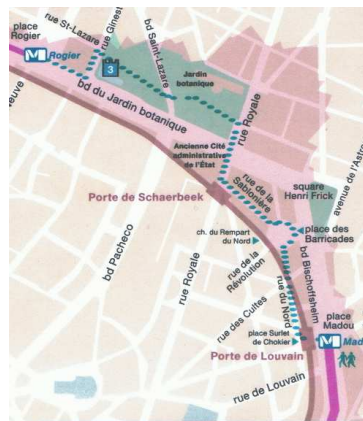 place
Rogier
Rogier
rue St-Lazare
rue Ginest
bd Saint-Lazare
3
Jardin
botanique
bd du Jardin botanique
rue Royale
Ancienne Cité
administrative
de l'État
Porte de Schaerbeek
rue de la
Sablonière
square
Henri Frick
avenue de l'Astro
place des
Barricades
ch. du Rempart
du Nord
bd Pacheco
rue Royale
rue de la
Révolution
rue du Nord
bd Bischoffsheim
rue des Cultes
place
Madou
place Surlet
de Chokier
Mad
Porte de Louvain
rue de Louvain